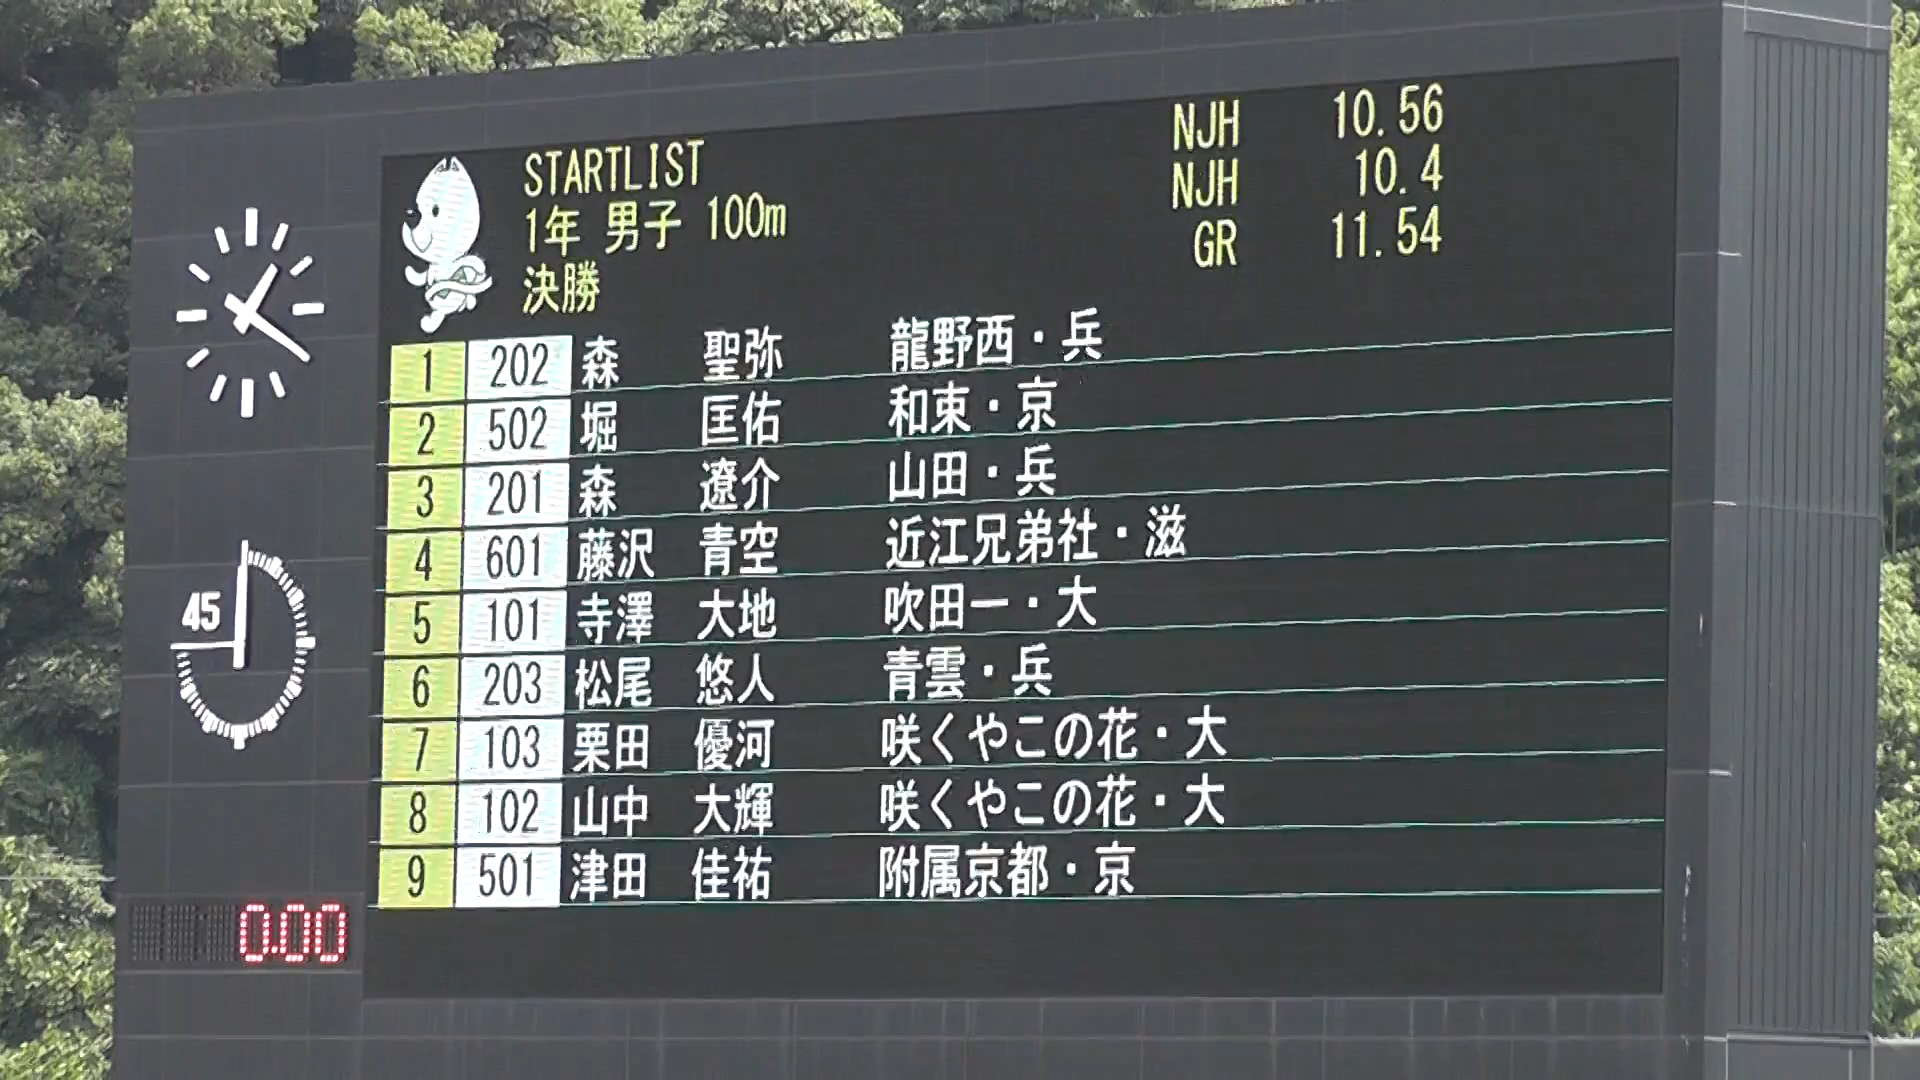 STARTLIST
1年 男子 100m
決勝
NJH 10.56
NJH 10.4
GR 11.54
1 202 森 聖弥 龍野西・兵
2 502 堀 匡佑 和束・京
3 201 森 遼介 山田・兵
4 601 藤沢 青空 近江兄弟社・滋
5 101 寺澤 大地 吹田一・大
6 203 松尾 悠人 青雲・兵
7 103 栗田 優河 咲くやこの花・大
8 102 山中 大輝 咲くやこの花・大
9 501 津田 佳祐 附属京都・京
45
0.00